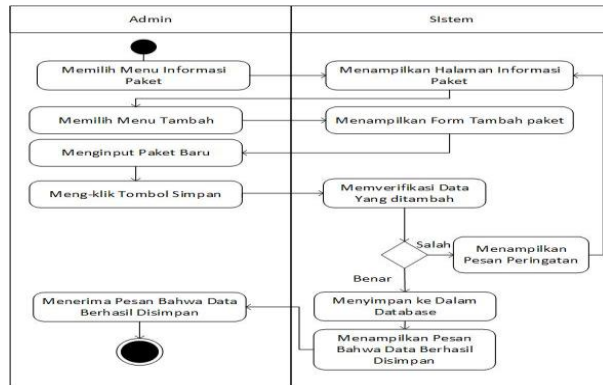 Admin
SIstem
Memilih Menu Informasi
Paket
Menampilkan Halaman Informasi
Paket
Memilih Menu Tambah
Menampilkan Form Tambah paket
Menginput Paket Baru
Meng-klik Tombol Simpan
Memverifikasi Data
Yang ditambah
Salah
Menampilkan
Pesan Peringatan
Benar
Menyimpan ke Dalam
Database
Menampilkan Pesan
Bahwa Data Berhasil
Disimpan
Menerima Pesan Bahwa Data
Berhasil Disimpan